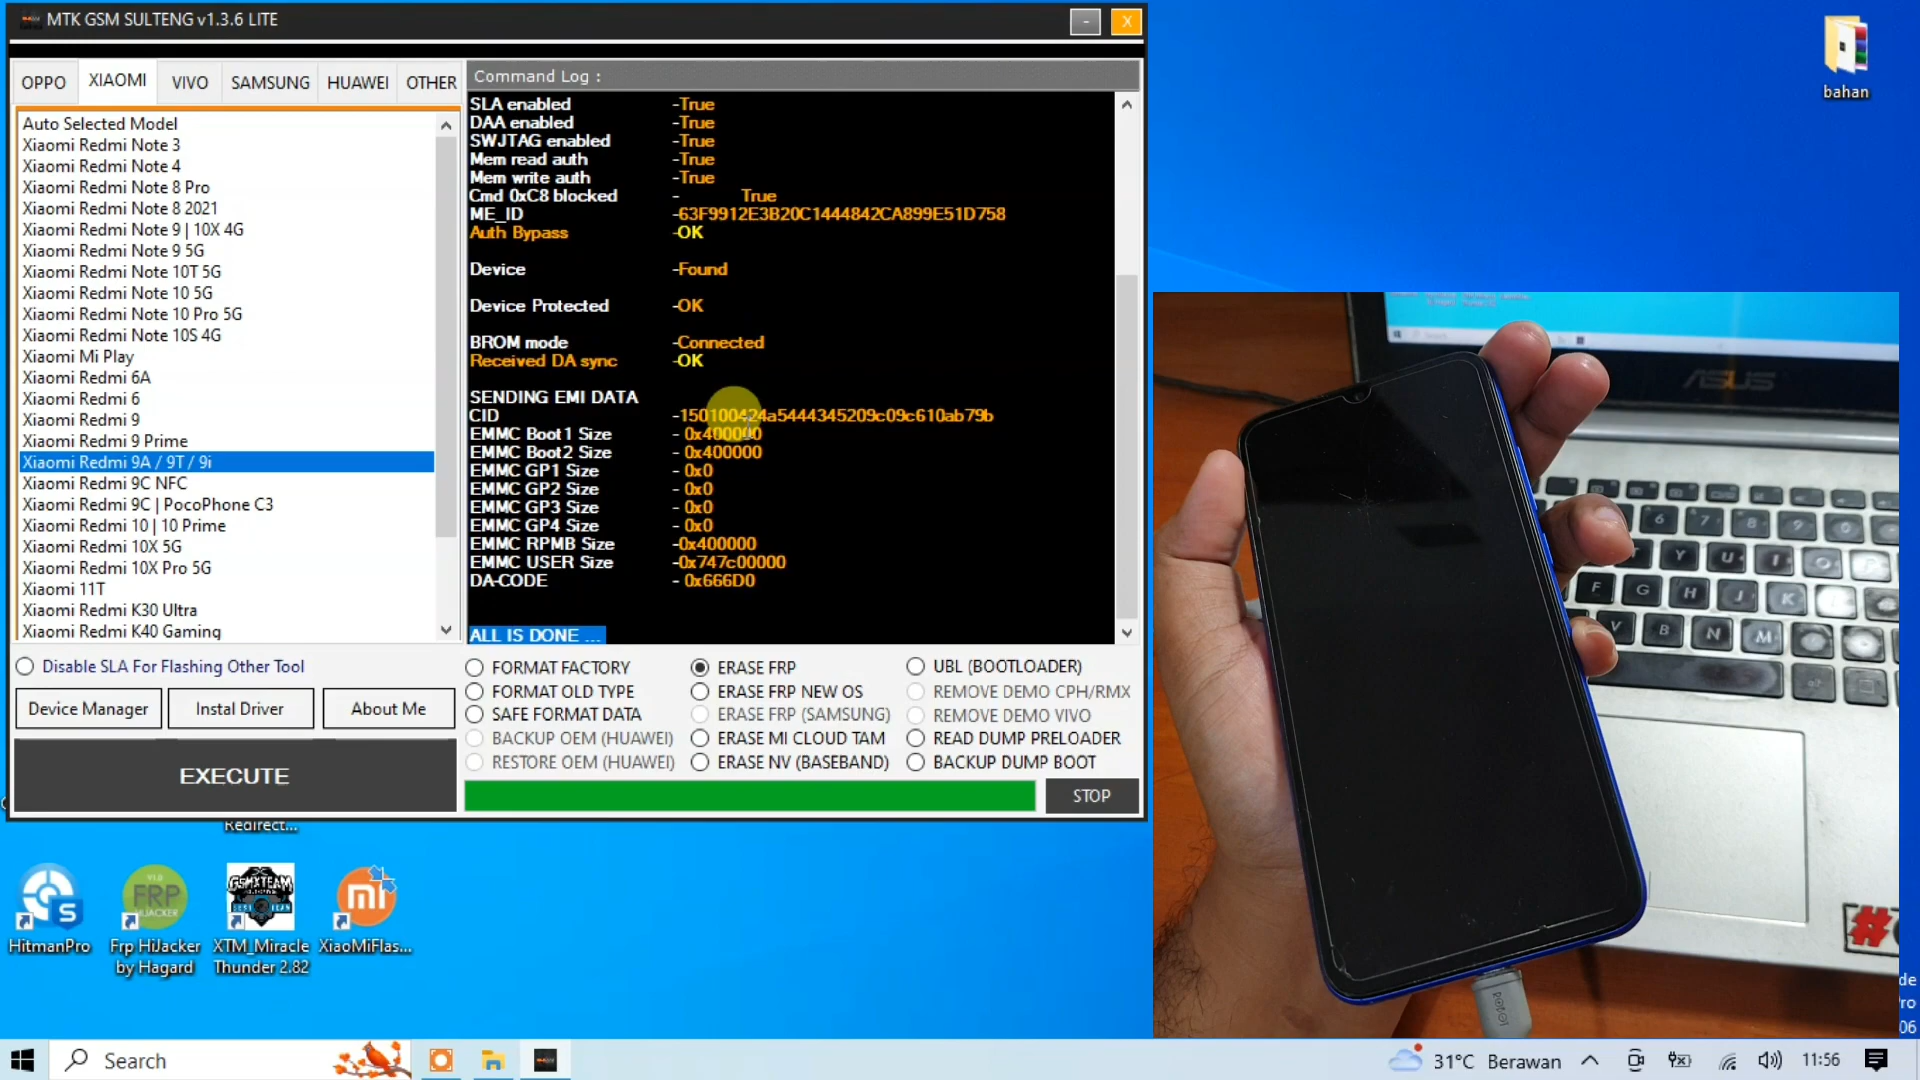 MTK GSM SULTENG v1.3.6 LITE
-
X
bahan
OPPO
XIAOMI
VIVO
SAMSUNG
HUAWEI
OTHER
Auto Selected Model
Xiaomi Redmi Note 3
Xiaomi Redmi Note 4
Xiaomi Redmi Note 8 Pro
Xiaomi Redmi Note 8 2021
Xiaomi Redmi Note 9 | 10X 4G
Xiaomi Redmi Note 9 5G
Xiaomi Redmi Note 10T 5G
Xiaomi Redmi Note 10 5G
Xiaomi Redmi Note 10 Pro 5G
Xiaomi Redmi Note 10S 4G
Xiaomi Mi Play
Xiaomi Redmi 6A
Xiaomi Redmi 6
Xiaomi Redmi 9
Xiaomi Redmi 9 Prime
Xiaomi Redmi 9A / 9T / 9i
Xiaomi Redmi 9C NFC
Xiaomi Redmi 9C | PocoPhone C3
Xiaomi Redmi 10 | 10 Prime
Xiaomi Redmi 10X 5G
Xiaomi Redmi 10X Pro 5G
Xiaomi 11T
Xiaomi Redmi K30 Ultra
Xiaomi Redmi K40 Gaming
Command Log :
SLA enabled -True
DAA enabled -True
SWJTAG enabled -True
Mem read auth -True
Mem write auth -True
Cmd 0xC8 blocked - True
ME_ID -63F9912E3B20C1444842CA899E51D758
Auth Bypass -OK
Device -Found
Device Protected -OK
BROM mode -Connected
Received DA sync -OK
SENDING EMI DATA
CID -150100424a5444345209c09c610ab79b
EMMC Boot1 Size - 0x400000
EMMC Boot2 Size - 0x400000
EMMC GP1 Size - 0x0
EMMC GP2 Size - 0x0
EMMC GP3 Size - 0x0
EMMC GP4 Size - 0x0
EMMC RPMB Size -0x400000
EMMC USER Size -0x747c00000
DA-CODE - 0x666D0
ALL IS DONE ...
Disable SLA For Flashing Other Tool
Device Manager
Instal Driver
About Me
EXECUTE
FORMAT FACTORY
ERASE FRP
UBL (BOOTLOADER)
FORMAT OLD TYPE
ERASE FRP NEW OS
REMOVE DEMO CPH/RMX
SAFE FORMAT DATA
ERASE FRP (SAMSUNG)
REMOVE DEMO VIVO
BACKUP OEM (HUAWEI)
ERASE MI CLOUD TAM
READ DUMP PRELOADER
RESTORE OEM (HUAWEI)
ERASE NV (BASEBAND)
BACKUP DUMP BOOT
STOP
Redirect...
HitmanPro
Frp HiJacker
by Hagard
XTM_Miracle
Thunder 2.82
XiaoMiFlas...
ASUS
6 7 8 9
Y U I
F G H J K
V B N M
ROBOT
de
ro
06
Search
31°C Berawan
11:56